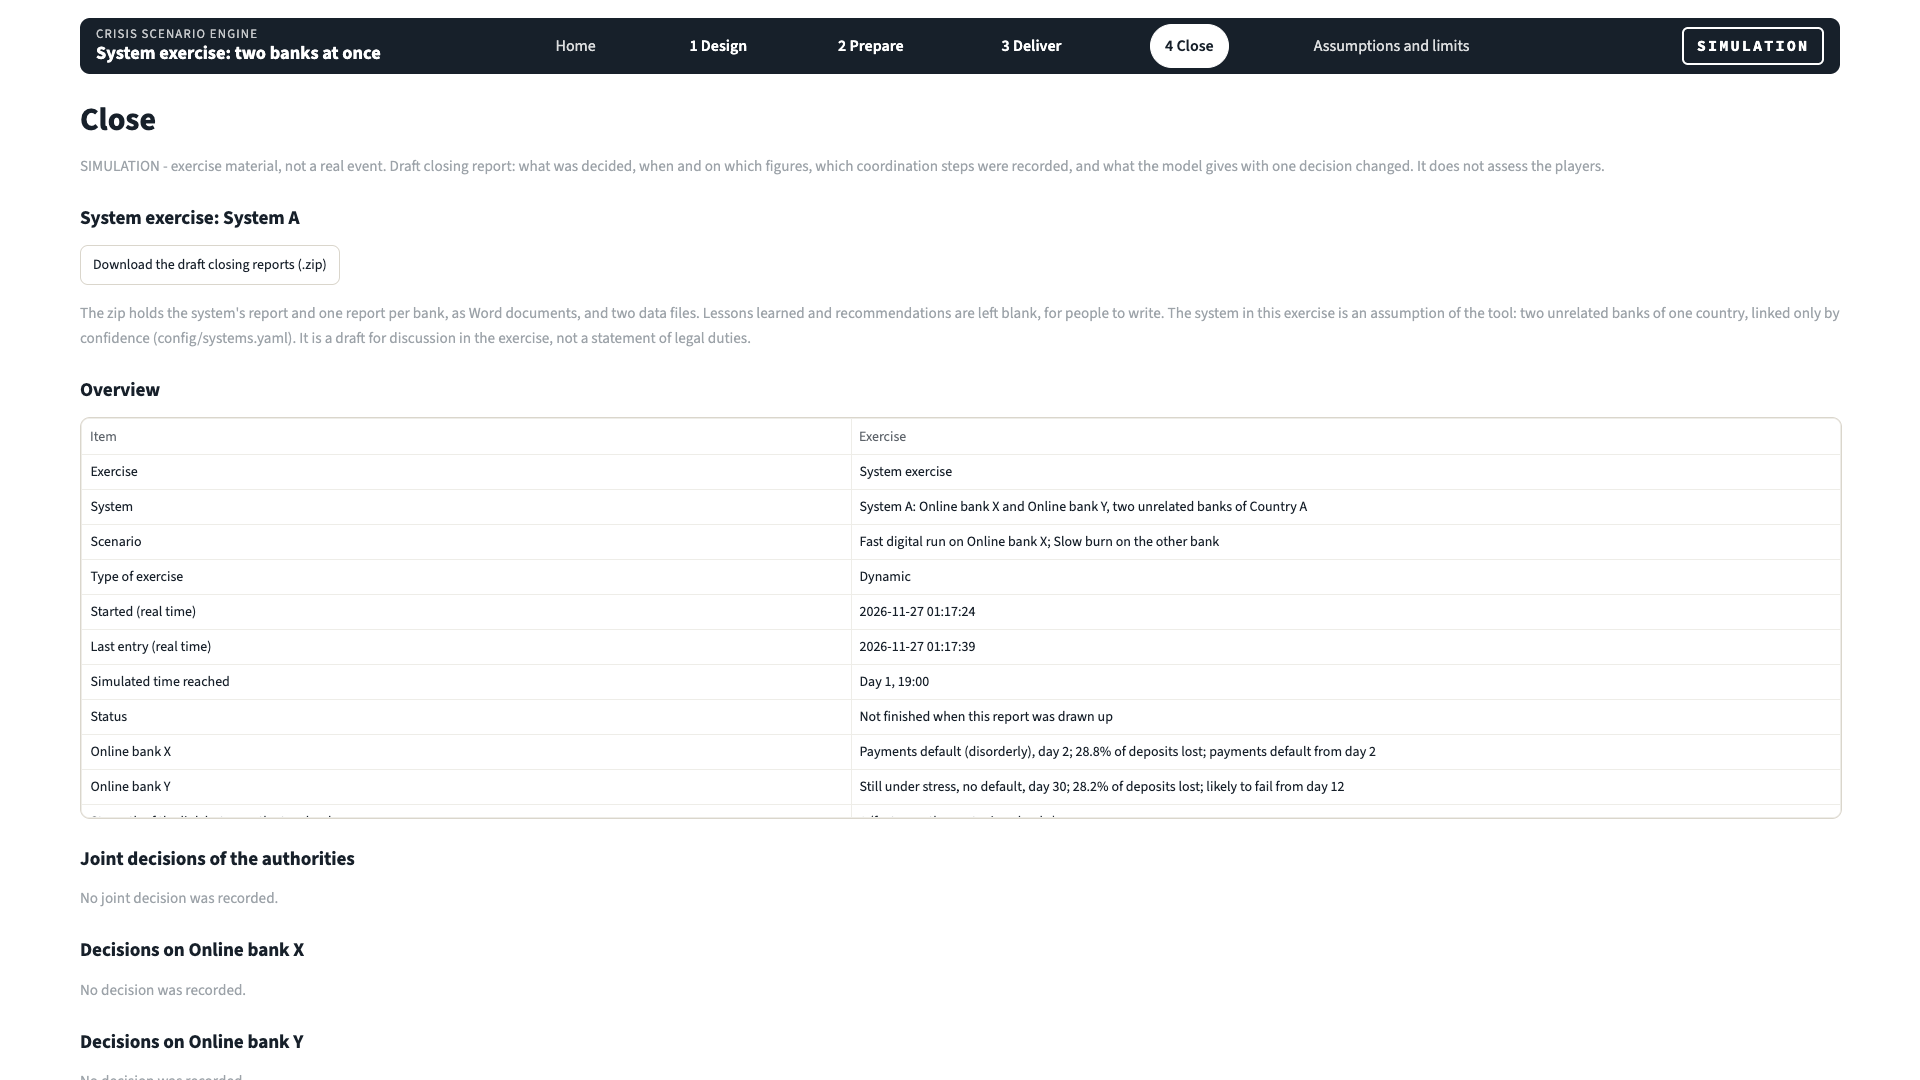 CRISIS SCENARIO ENGINE
System exercise: two banks at once
Home
1 Design
2 Prepare
3 Deliver
4 Close
Assumptions and limits
SIMULATION
Close
SIMULATION - exercise material, not a real event. Draft closing report: what was decided, when and on which figures, which coordination steps were recorded, and what the model gives with one decision changed. It does not assess the players.
System exercise: System A
Download the draft closing reports (.zip)
The zip holds the system's report and one report per bank, as Word documents, and two data files. Lessons learned and recommendations are left blank, for people to write. The system in this exercise is an assumption of the tool: two unrelated banks of one country, linked only by
confidence (config/systems.yaml). It is a draft for discussion in the exercise, not a statement of legal duties.
Overview
Item Exercise
Exercise System exercise
System System A: Online bank X and Online bank Y, two unrelated banks of Country A
Scenario Fast digital run on Online bank X; Slow burn on the other bank
Type of exercise Dynamic
Started (real time) 2026-11-27 01:17:24
Last entry (real time) 2026-11-27 01:17:39
Simulated time reached Day 1, 19:00
Status Not finished when this report was drawn up
Online bank X Payments default (disorderly), day 2; 28.8% of deposits lost; payments default from day 2
Online bank Y Still under stress, no default, day 30; 28.2% of deposits lost; likely to fail from day 12
Joint decisions of the authorities
No joint decision was recorded.
Decisions on Online bank X
No decision was recorded.
Decisions on Online bank Y
No decision was recorded